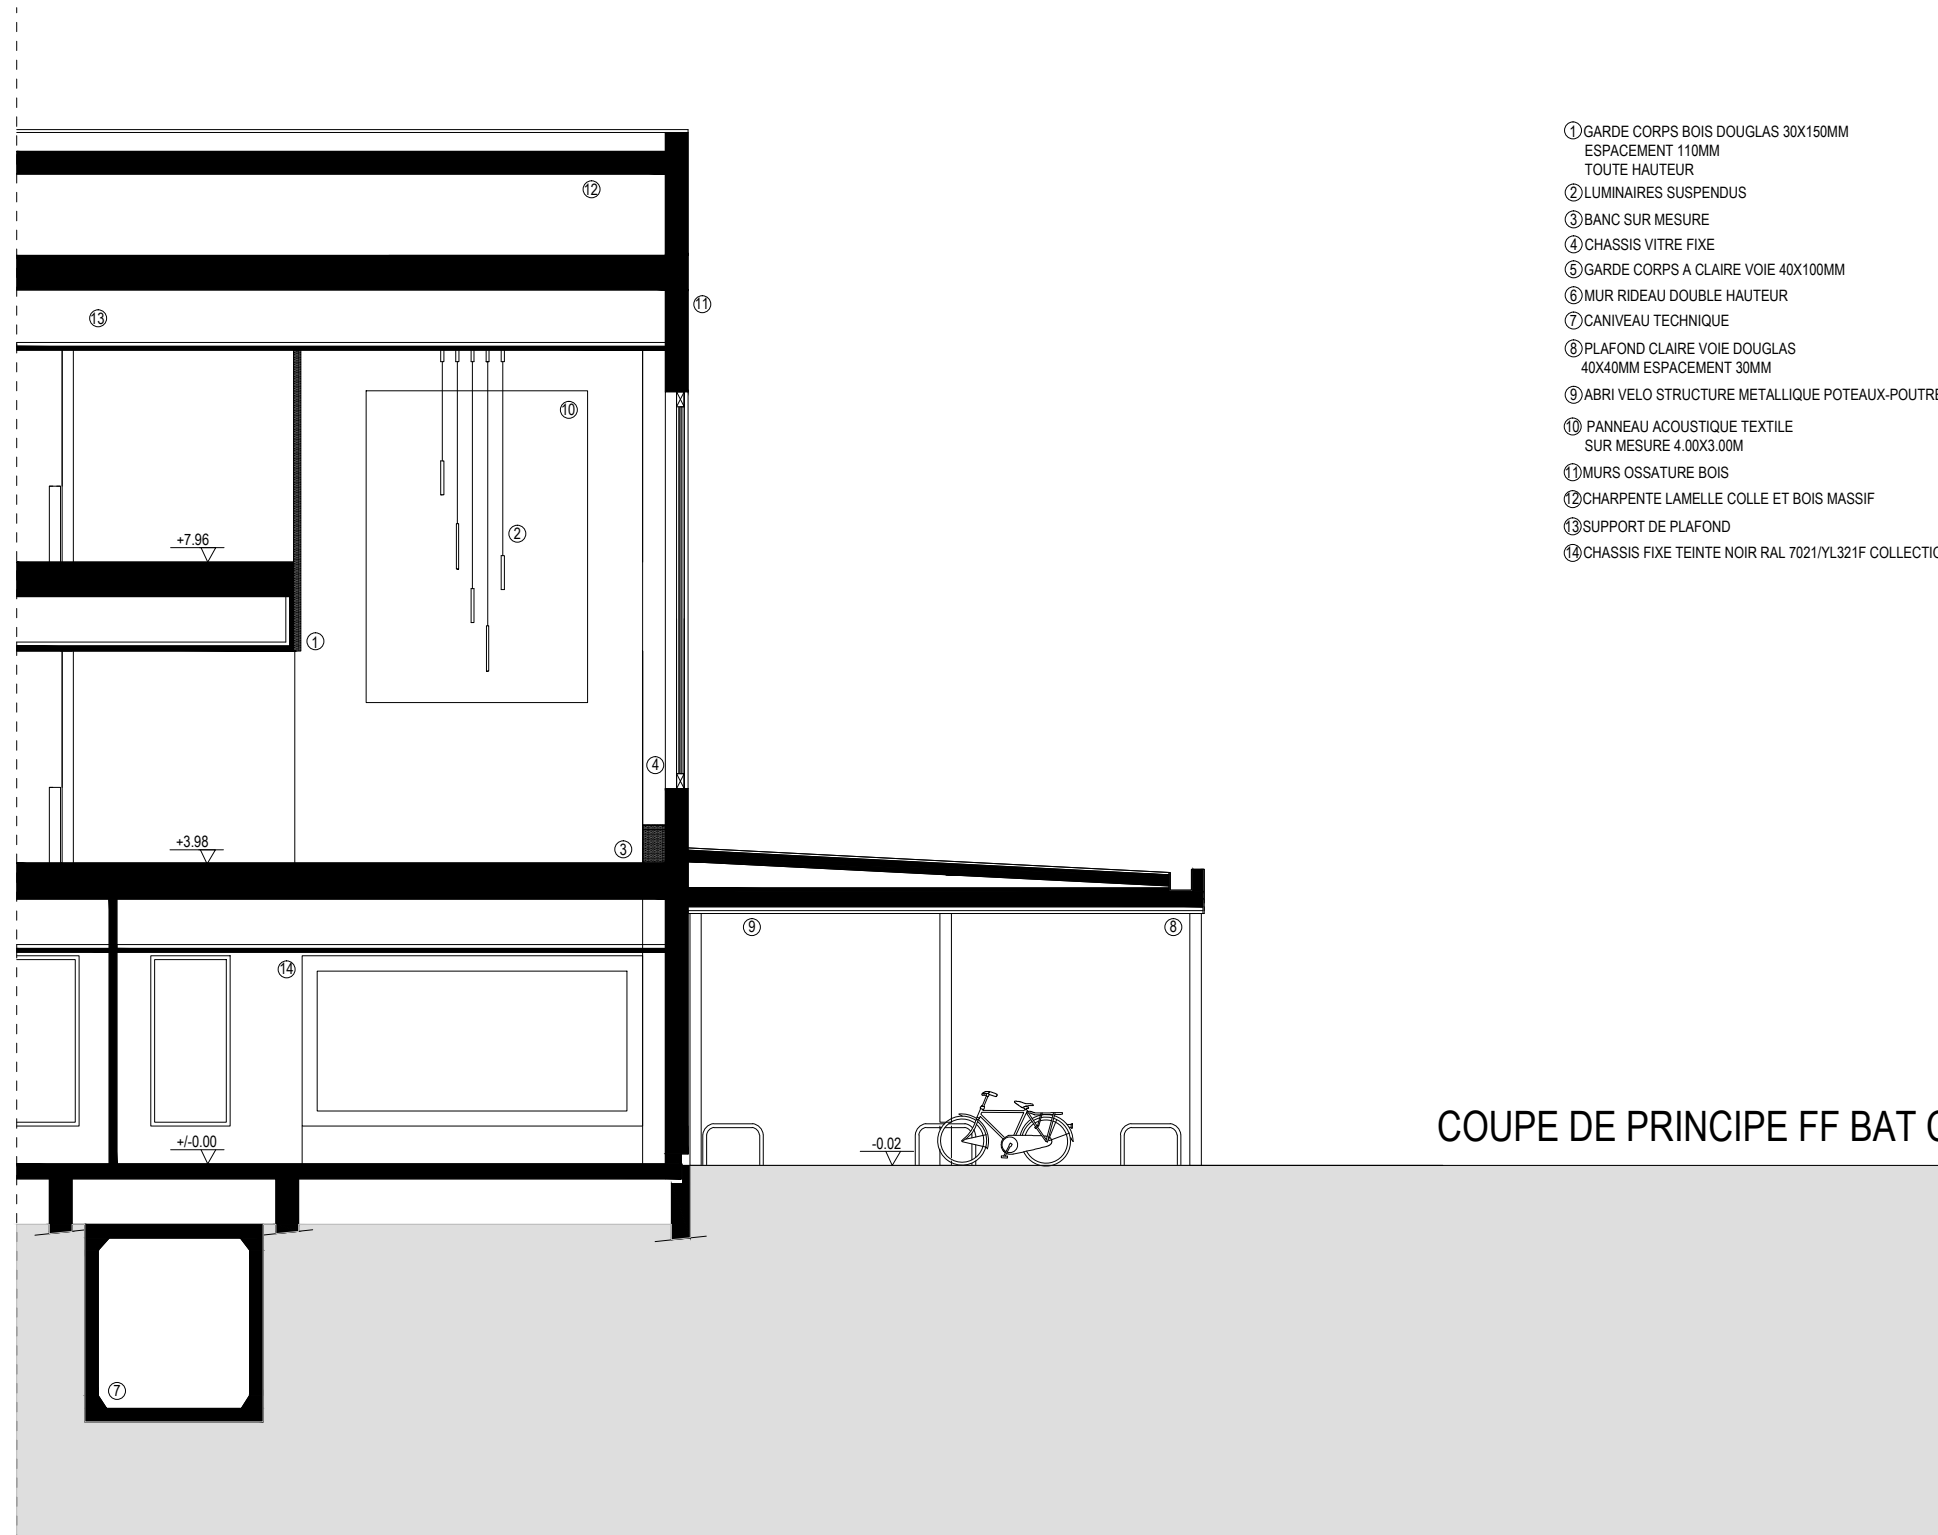 ①GARDE CORPS BOIS DOUGLAS 30X150MM
ESPACEMENT 110MM
TOUTE HAUTEUR
②LUMINAIRES SUSPENDUS
③BANC SUR MESURE
④CHASSIS VITRE FIXE
⑤GARDE CORPS A CLAIRE VOIE 40X100MM
⑥MUR RIDEAU DOUBLE HAUTEUR
⑦CANIVEAU TECHNIQUE
⑧PLAFOND CLAIRE VOIE DOUGLAS
40X40MM ESPACEMENT 30MM
⑨ABRI VELO STRUCTURE METALLIQUE POTEAUX-POUTRE
⑩ PANNEAU ACOUSTIQUE TEXTILE
SUR MESURE 4.00X3.00M
⑪MURS OSSATURE BOIS
⑫CHARPENTE LAMELLE COLLE ET BOIS MASSIF
⑬SUPPORT DE PLAFOND
⑭CHASSIS FIXE TEINTE NOIR RAL 7021/YL321F
⑫
⑪
⑬
⑩
②
+7.96
①
④
+3.98
③
⑨
⑧
⑭
+/-0.00
-0.02
COUPE DE PRINCIPE FF BAT
⑦